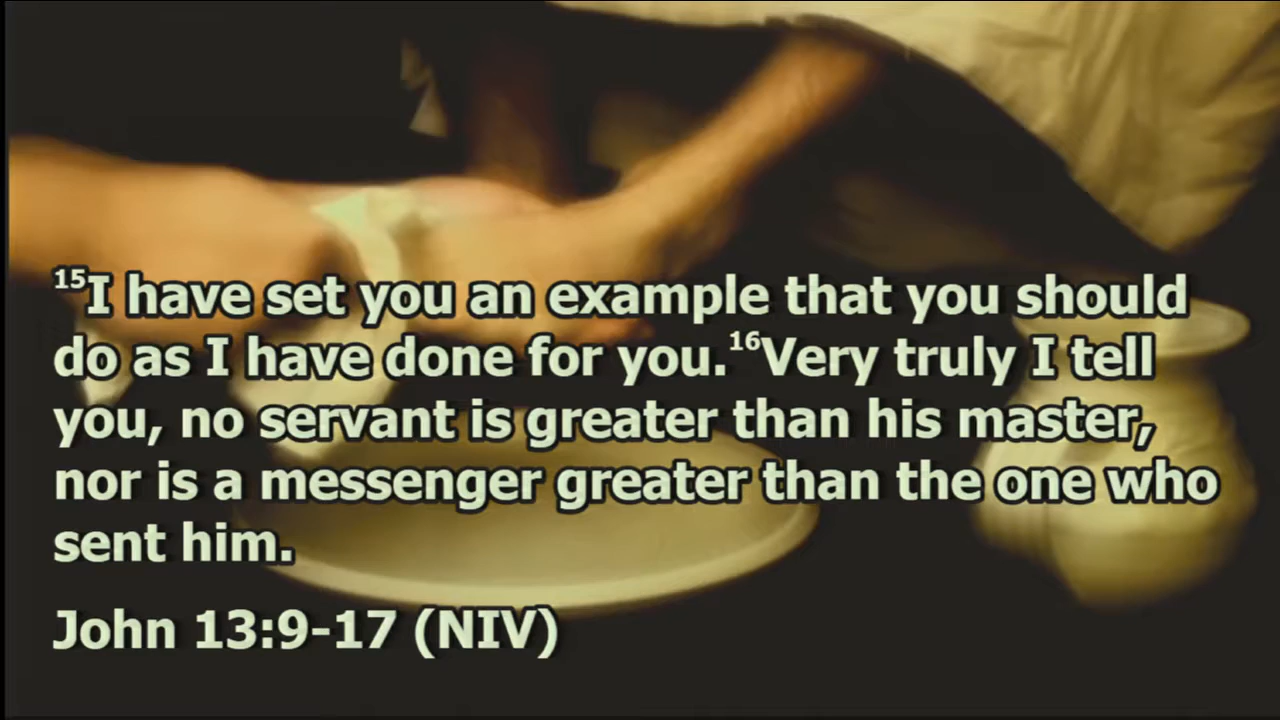 ¹⁵I have set you an example that you should
do as I have done for you.¹⁶Very truly I tell
you, no servant is greater than his master,
nor is a messenger greater than the one who
sent him.
John 13:9-17 (NIV)